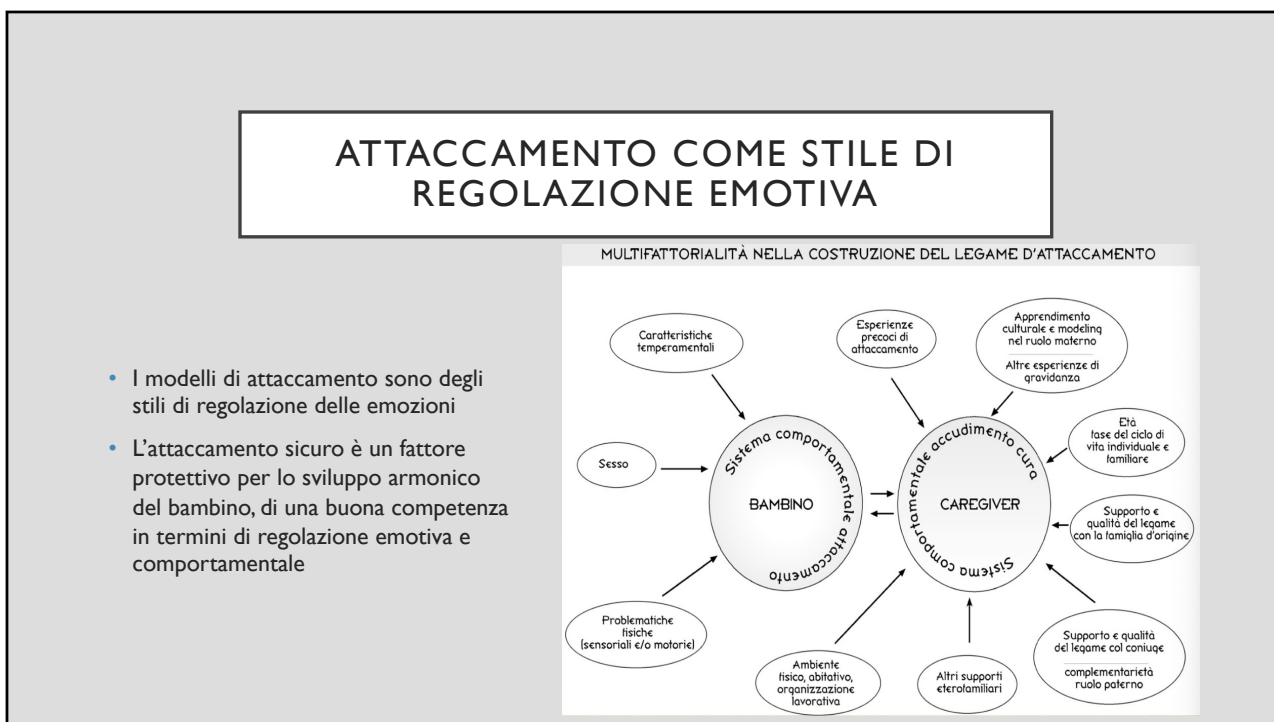 ATTACCAMENTO COME STILE DI
REGOLAZIONE EMOTIVA
• I modelli di attaccamento sono degli
stili di regolazione delle emozioni
• L'attaccamento sicuro è un fattore
protettivo per lo sviluppo armonico
del bambino, di una buona competenza
in termini di regolazione emotiva e
comportamentale
MULTIFATTORIALITÀ NELLA COSTRUZIONE DEL LEGAME D'ATTACCAMENTO
Caratteristiche
temperamentali
Sesso
Problematiche
fisiche
(sensoriali e/o motorie)
Sistema comportamentale attaccamento
BAMBINO
Esperienze
precoci di
attaccamento
Apprendimento
culturale e modeling
nel ruolo materno
Altre esperienze di
gravidanza
Età
fase del ciclo di
vita individuale e
familiare
Sistema comportamentale accudimento cura
CAREGIVER
Supporto e
qualità del legame
con la famiglia d'origine
Supporto e qualità
del legame col coniuge
complementarietà
ruolo paterno
Altri supporti
eterofamiliari
Ambiente
fisico, abitativo,
organizzazione
lavorativa